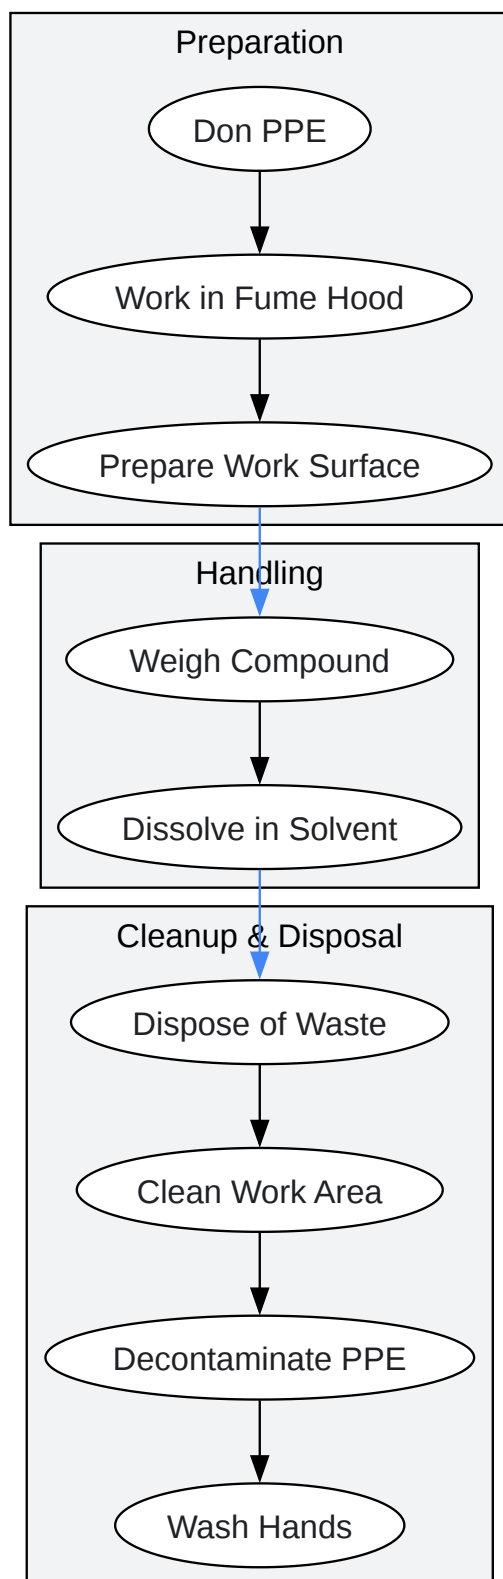 Preparation
Don PPE
Work in Fume Hood
Prepare Work Surface
Handling
Weigh Compound
Dissolve in Solvent
Cleanup & Disposal
Dispose of Waste
Clean Work Area
Decontaminate PPE
Wash Hands